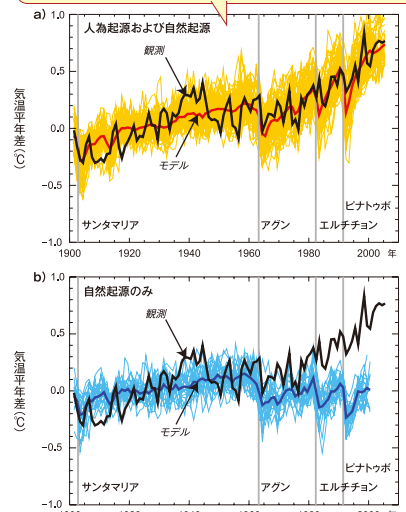 a)
1.0
人為起源および自然起源
観測
0.5
気温平年差(℃)
0.0
モデル
−0.5
ピナトゥボ
サンタマリア
アグン
エルチチョン
−1.0
1900
1920
1940
1960
1980
2000
年
b)
1.0
自然起源のみ
観測
0.5
気温平年差(℃)
0.0
モデル
−0.5
ピナトゥボ
サンタマリア
アグン
エルチチョン
−1.0